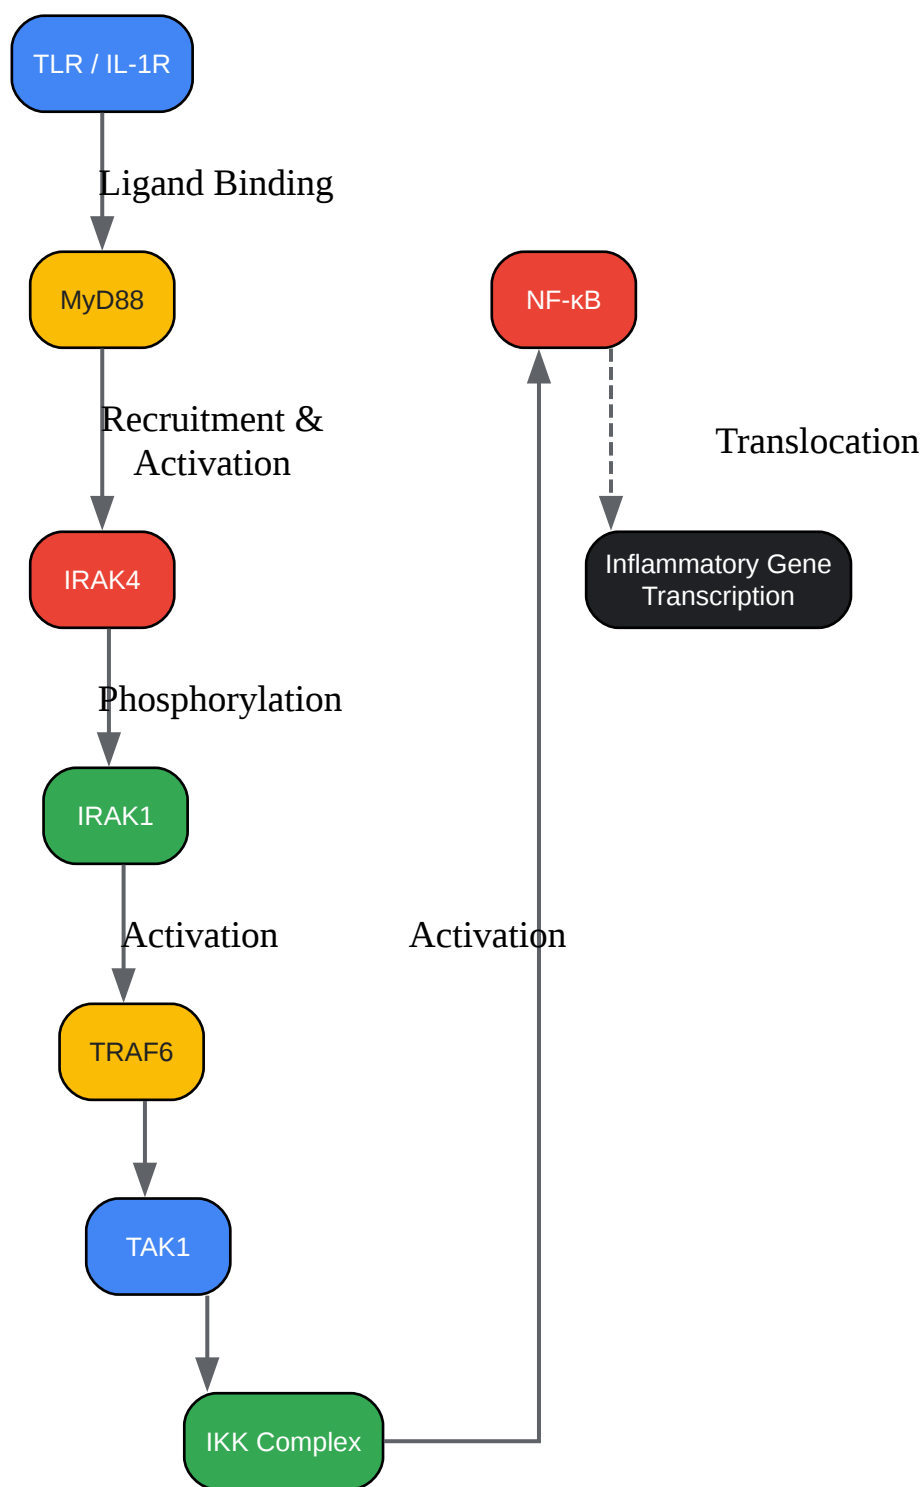 TLR / IL-1R
Ligand Binding
MyD88
Recruitment &
Activation
IRAK4
Phosphorylation
IRAK1
Activation
TRAF6
TAK1
IKK Complex
Activation
NF-κB
Translocation
Inflammatory Gene
Transcription